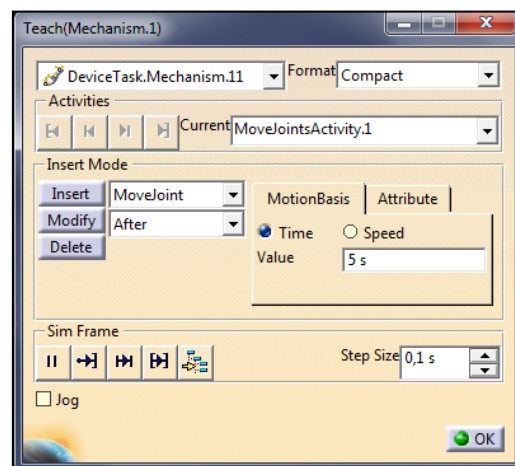 Teach(Mechanism.1)
DeviceTask.Mechanism.11 Format Compact
Activities
Current MoveJointsActivity.1
Insert Mode
Insert MoveJoint MotionBasis Attribute
Modify After Time Speed
Delete Value 5 s
Sim Frame
Step Size 0,1 s
Jog
OK